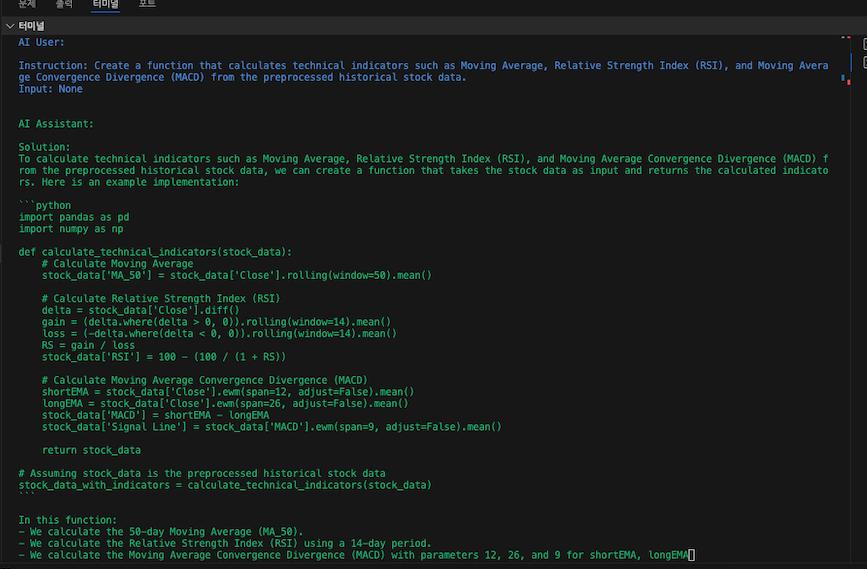 문제 출력 터미널 포트
터미널
AI User:
Instruction: Create a function that calculates technical indicators such as Moving Average, Relative Strength Index (RSI), and Moving Avera
ge Convergence Divergence (MACD) from the preprocessed historical stock data.
Input: None
AI Assistant:
Solution:
To calculate technical indicators such as Moving Average, Relative Strength Index (RSI), and Moving Average Convergence Divergence (MACD) f
rom the preprocessed historical stock data, we can create a function that takes the stock data as input and returns the calculated indicato
rs. Here is an example implementation:
```python
import pandas as pd
import numpy as np
def calculate_technical_indicators(stock_data):
    # Calculate Moving Average
    stock_data['MA_50'] = stock_data['Close'].rolling(window=50).mean()
    # Calculate Relative Strength Index (RSI)
    delta = stock_data['Close'].diff()
    gain = (delta.where(delta > 0, 0)).rolling(window=14).mean()
    loss = (-delta.where(delta < 0, 0)).rolling(window=14).mean()
    RS = gain / loss
    stock_data['RSI'] = 100 - (100 / (1 + RS))
    # Calculate Moving Average Convergence Divergence (MACD)
    shortEMA = stock_data['Close'].ewm(span=12, adjust=False).mean()
    longEMA = stock_data['Close'].ewm(span=26, adjust=False).mean()
    stock_data['MACD'] = shortEMA - longEMA
    stock_data['Signal Line'] = stock_data['MACD'].ewm(span=9, adjust=False).mean()
    return stock_data
# Assuming stock_data is the preprocessed historical stock data
stock_data_with_indicators = calculate_technical_indicators(stock_data)
```
In this function:
- We calculate the 50-day Moving Average (MA_50).
- We calculate the Relative Strength Index (RSI) using a 14-day period.
- We calculate the Moving Average Convergence Divergence (MACD) with parameters 12, 26, and 9 for shortEMA, longEMA